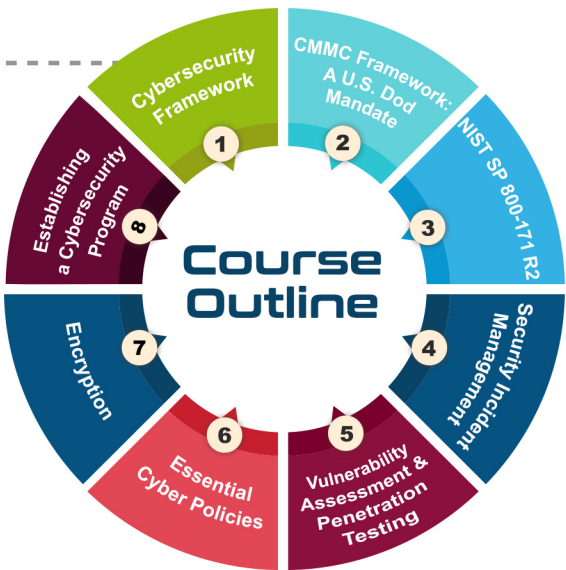 Course
Outline
1
Cybersecurity
Framework
2
CMMC Framework:
A U.S. Dod
Mandate
3
NIST SP 800-171 R2
4
Security Incident
Management
5
Vulnerability
Assessment &
Penetration
Testing
6
Essential
Cyber Policies
7
Encryption
8
Establishing
a Cybersecurity
Program